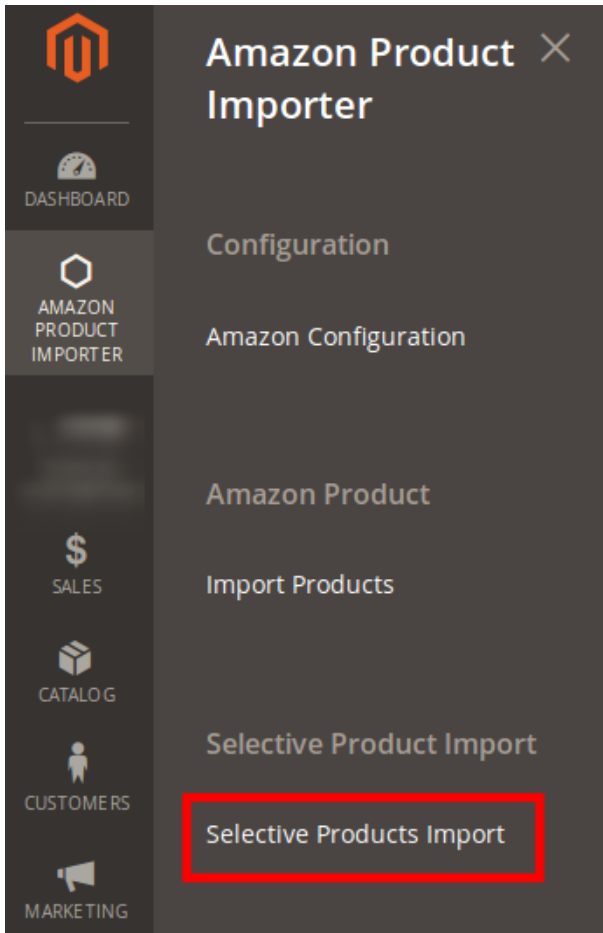 Amazon Product
Importer
DASHBOARD
AMAZON
PRODUCT
IMPORTER
SALES
CATALOG
CUSTOMERS
MARKETING
Configuration
Amazon Configuration
Amazon Product
Import Products
Selective Product Import
Selective Products Import